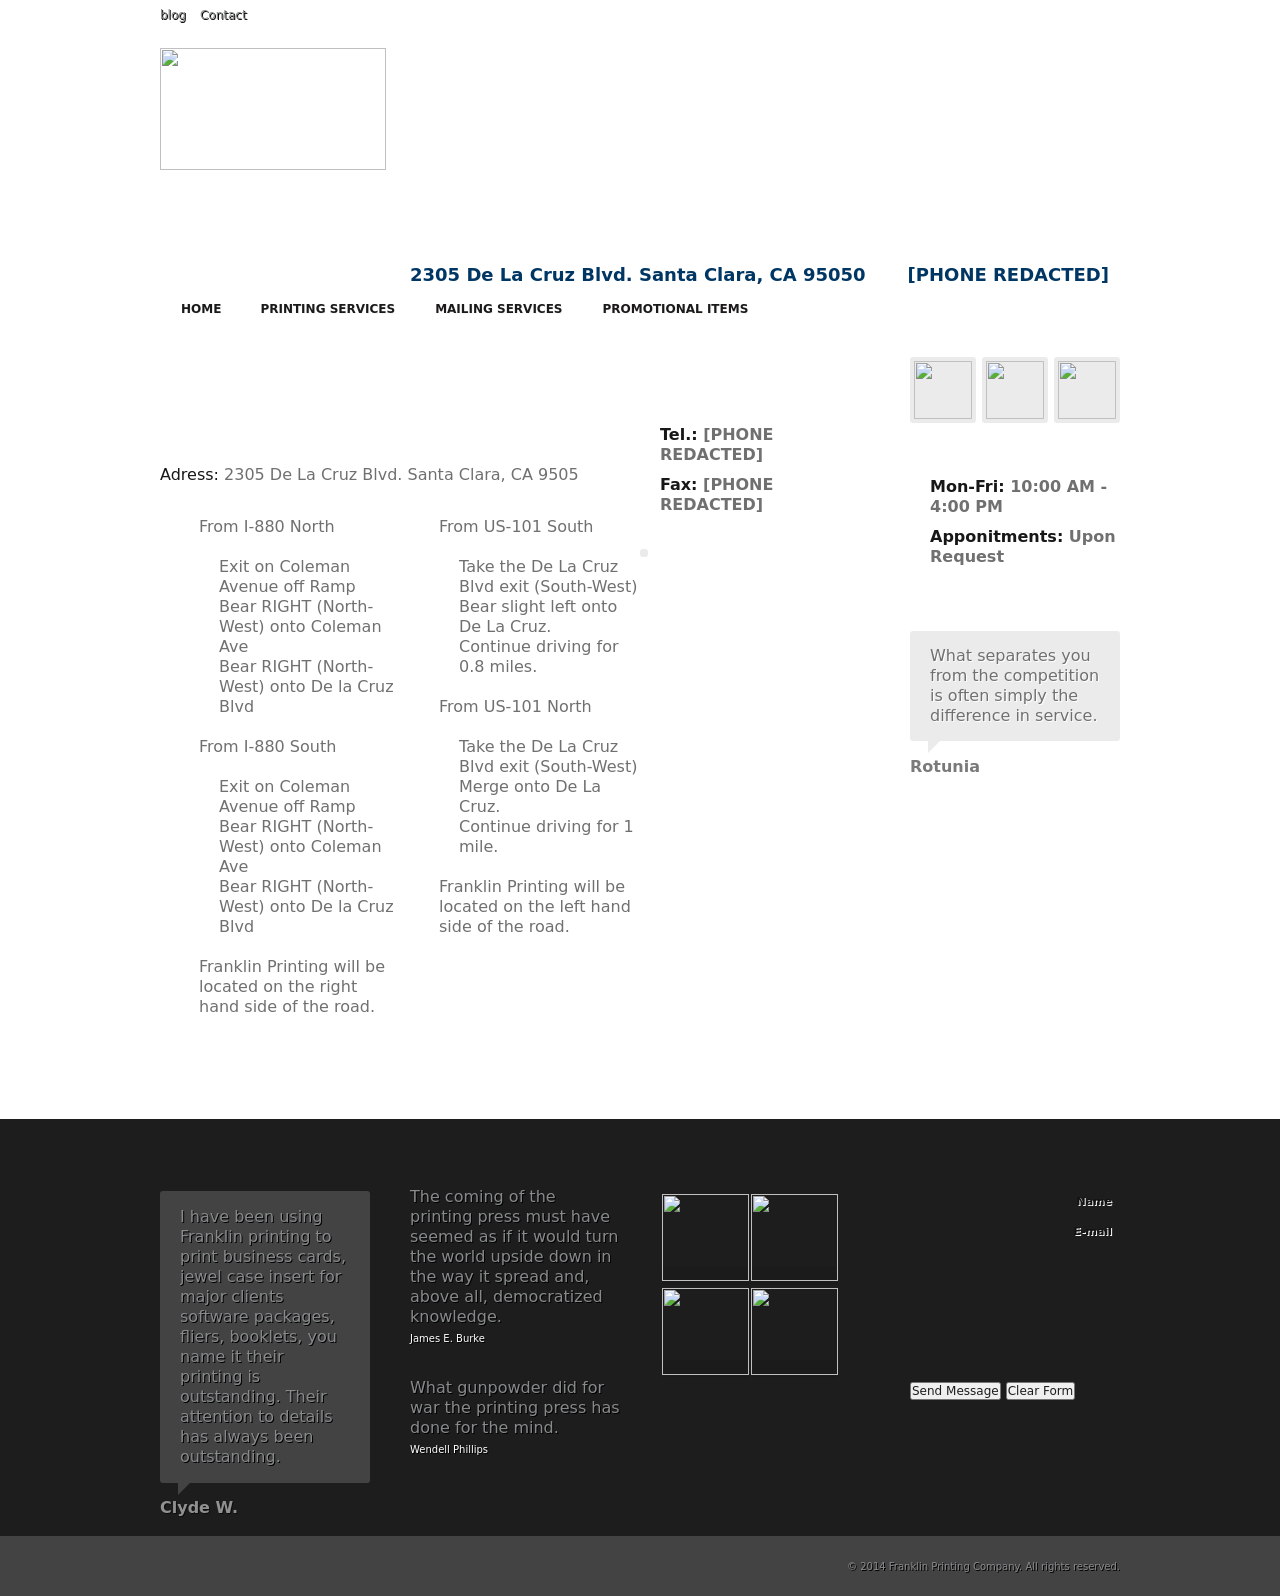 blog Contact
2305 De La Cruz Blvd. Santa Clara, CA 95050 [PHONE REDACTED]
HOME PRINTING SERVICES MAILING SERVICES PROMOTIONAL ITEMS
Adress: 2305 De La Cruz Blvd. Santa Clara, CA 9505
From I-880 North
Exit on Coleman
Avenue off Ramp
Bear RIGHT (North-
West) onto Coleman
Ave
Bear RIGHT (North-
West) onto De la Cruz
Blvd
From I-880 South
Exit on Coleman
Avenue off Ramp
Bear RIGHT (North-
West) onto Coleman
Ave
Bear RIGHT (North-
West) onto De la Cruz
Blvd
Franklin Printing will be
located on the right
hand side of the road.
From US-101 South
Take the De La Cruz
Blvd exit (South-West)
Bear slight left onto
De La Cruz.
Continue driving for
0.8 miles.
From US-101 North
Take the De La Cruz
Blvd exit (South-West)
Merge onto De La
Cruz.
Continue driving for 1
mile.
Franklin Printing will be
located on the left hand
side of the road.
Tel.: [PHONE
REDACTED]
Fax: [PHONE
REDACTED]
Mon-Fri: 10:00 AM -
4:00 PM
Apponitments: Upon
Request
What separates you
from the competition
is often simply the
difference in service.
Rotunia
I have been using
Franklin printing to
print business cards,
jewel case insert for
major clients
software packages,
fliers, booklets, you
name it their
printing is
outstanding. Their
attention to details
has always been
outstanding.
Clyde W.
The coming of the
printing press must have
seemed as if it would turn
the world upside down in
the way it spread and,
above all, democratized
knowledge.
James E. Burke
What gunpowder did for
war the printing press has
done for the mind.
Wendell Phillips
Name
E-mail
Send Message Clear Form
© 2014 Franklin Printing Company. All rights reserved.